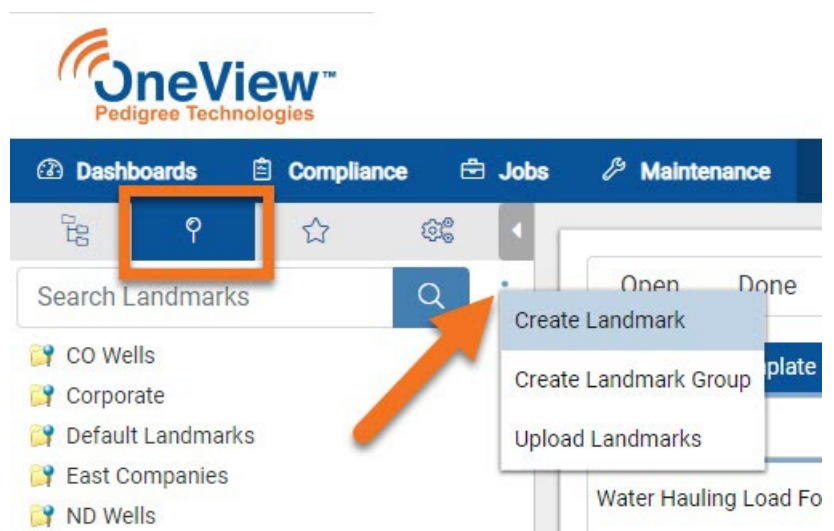 OneView™
Pedigree Technologies
Dashboards Compliance Jobs Maintenance
Search Landmarks
Open Done
Create Landmark
CO Wells
Create Landmark Group
plate
Corporate
Default Landmarks
Upload Landmarks
East Companies
Water Hauling Load Fo
ND Wells